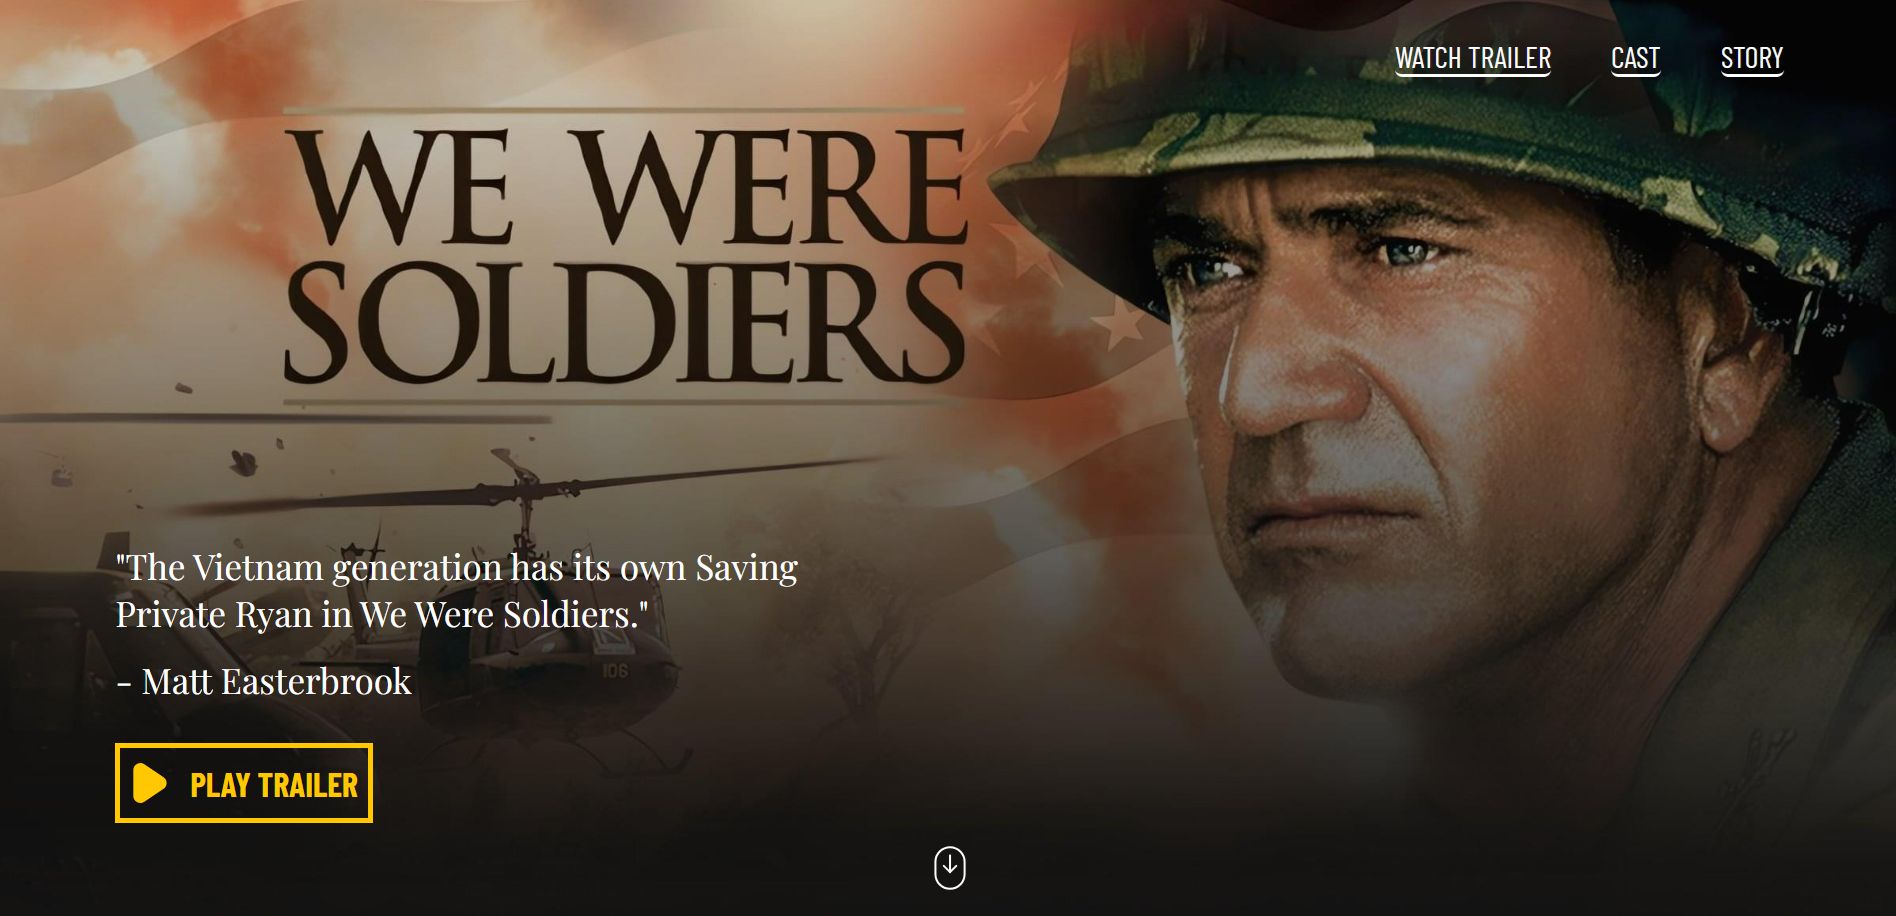 WATCH TRAILER CAST STORY
WE WERE
SOLDIERS
"The Vietnam generation has its own Saving
Private Ryan in We Were Soldiers."
106
- Matt Easterbrook
PLAY TRAILER